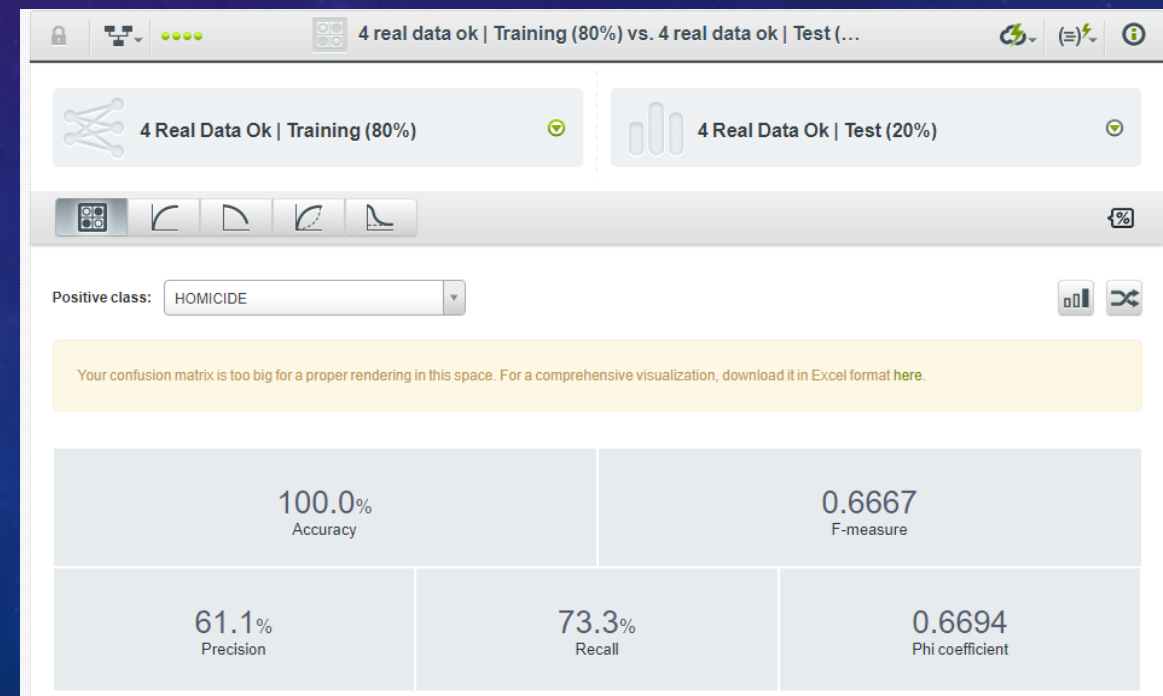 4 real data ok | Training (80%) vs. 4 real data ok | Test (...
4 Real Data Ok | Training (80%)
4 Real Data Ok | Test (20%)
Positive class:
HOMICIDE
Your confusion matrix is too big for a proper rendering in this space. For a comprehensive visualization, download it in Excel format here.
100.0%
Accuracy
0.6667
F-measure
61.1%
Precision
73.3%
Recall
0.6694
Phi coefficient